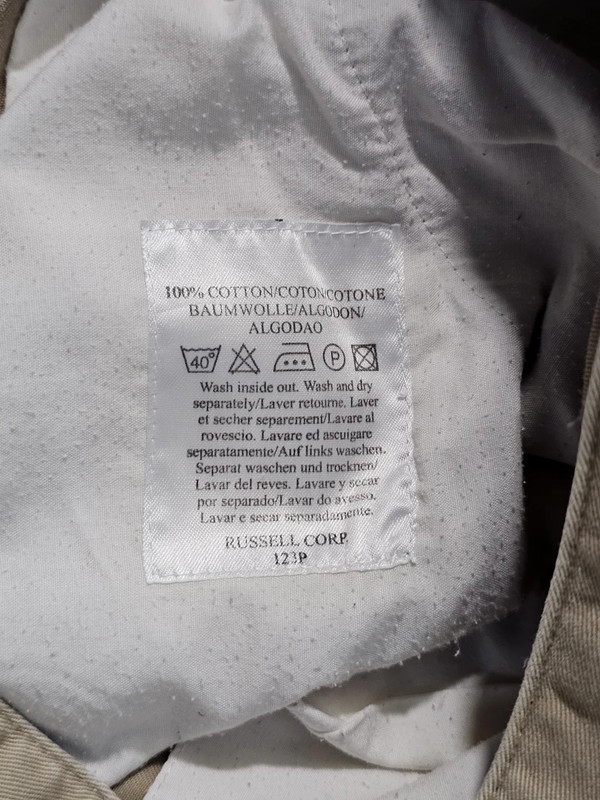 100% COTTON/COTON/COTONE
BAUMWOLLE/ALGODON/
ALGODAO
40° P
Wash inside out. Wash and dry
separately/Laver retourne. Laver
et secher separement/Lavare al
rovescio. Lavare ed ascuigare
separatamente/Auf links waschen.
Separat waschen und trocknen/
Lavar del reves. Lavare y secar
por separado/Lavar do avesso.
Lavar e secar separadamente.
RUSSELL CORP.
123P